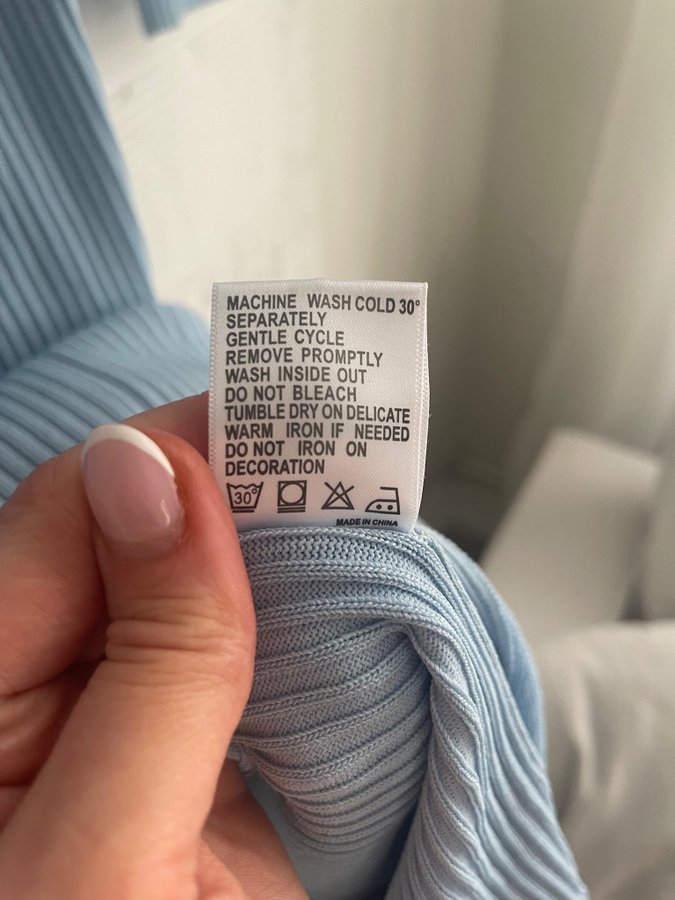 MACHINE WASH COLD 30°
SEPARATELY
GENTLE CYCLE
REMOVE PROMPTLY
WASH INSIDE OUT
DO NOT BLEACH
TUMBLE DRY ON DELICATE
WARM IRON IF NEEDED
DO NOT IRON ON
DECORATION
30°
MADE IN CHINA